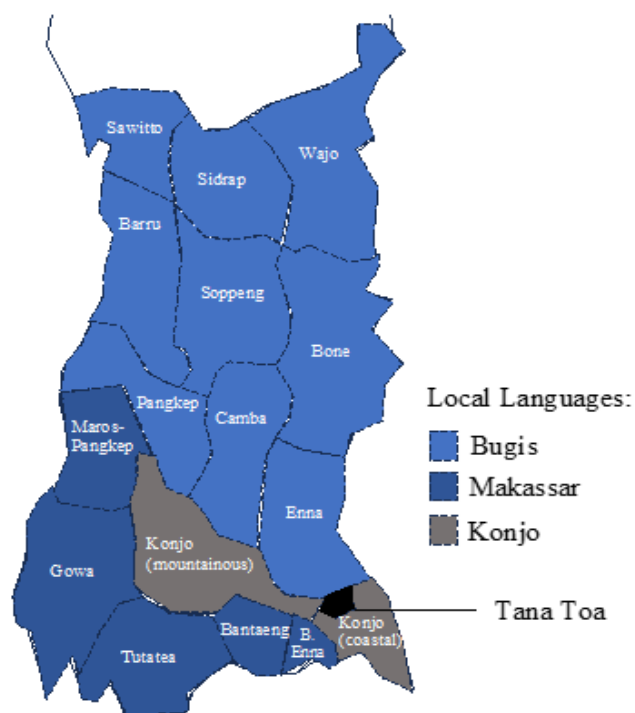 Sawitto
Wajo
Sidrap
Barru
Soppeng
Bone
Pangkep
Camba
Maros-
Pangkep
Enna
Konjo
(mountainous)
Gowa
Bantaeng
B.
Enna
Konjo
(coastal)
Tutatea
Local Languages:
Bugis
Makassar
Konjo
Tana Toa